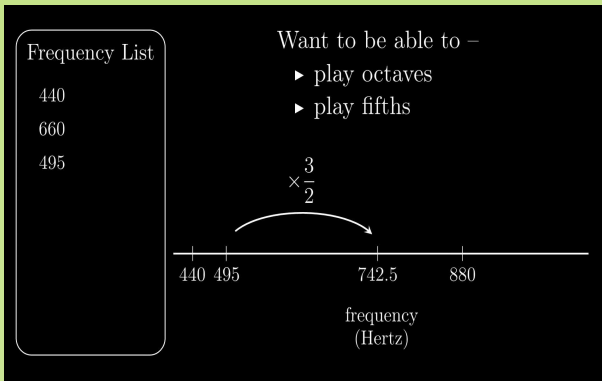 Frequency List
440
660
495
Want to be able to –
▸ play octaves
▸ play fifths
×3/2
440 495 742.5 880
frequency
(Hertz)